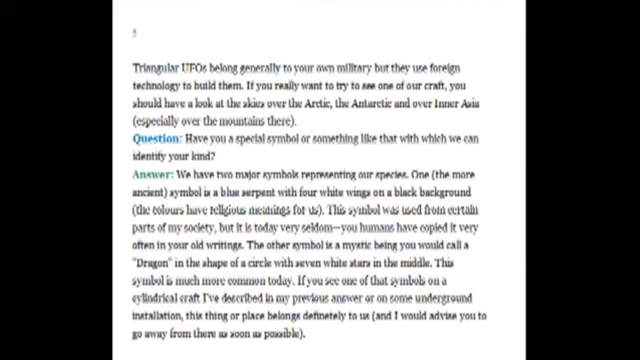 5
Triangular UFOs belong generally to your own military but they use foreign
technology to build them. If you really want to try to see one of our craft, you
should have a look at the skies over the Arctic, the Antarctic and over Inner Asia
(especially over the mountains there).
Question: Have you a special symbol or something like that with which we can
identify your kind?
Answer: We have two major symbols representing our species. One (the more
ancient) symbol is a blue serpent with four white wings on a black background
(the colours have religious meanings for us). This symbol was used from certain
parts of my society, but it is today very seldom—you humans have copied it very
often in your old writings. The other symbol is a mystic being you would call a
"Dragon" in the shape of a circle with seven white stars in the middle. This
symbol is much more common today. If you see one of that symbols on a
cylindrical craft I've described in my previous answer or on some underground
installation, this thing or place belongs definetely to us (and I would advise you to
go away from there as soon as possible).